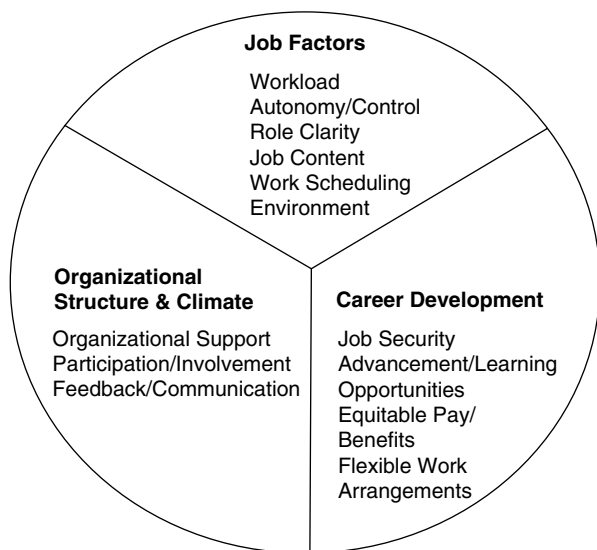 Job Factors
Workload
Autonomy/Control
Role Clarity
Job Content
Work Scheduling
Environment
Organizational
Structure & Climate
Organizational Support
Participation/Involvement
Feedback/Communication
Career Development
Job Security
Advancement/Learning
Opportunities
Equitable Pay/
Benefits
Flexible Work
Arrangements